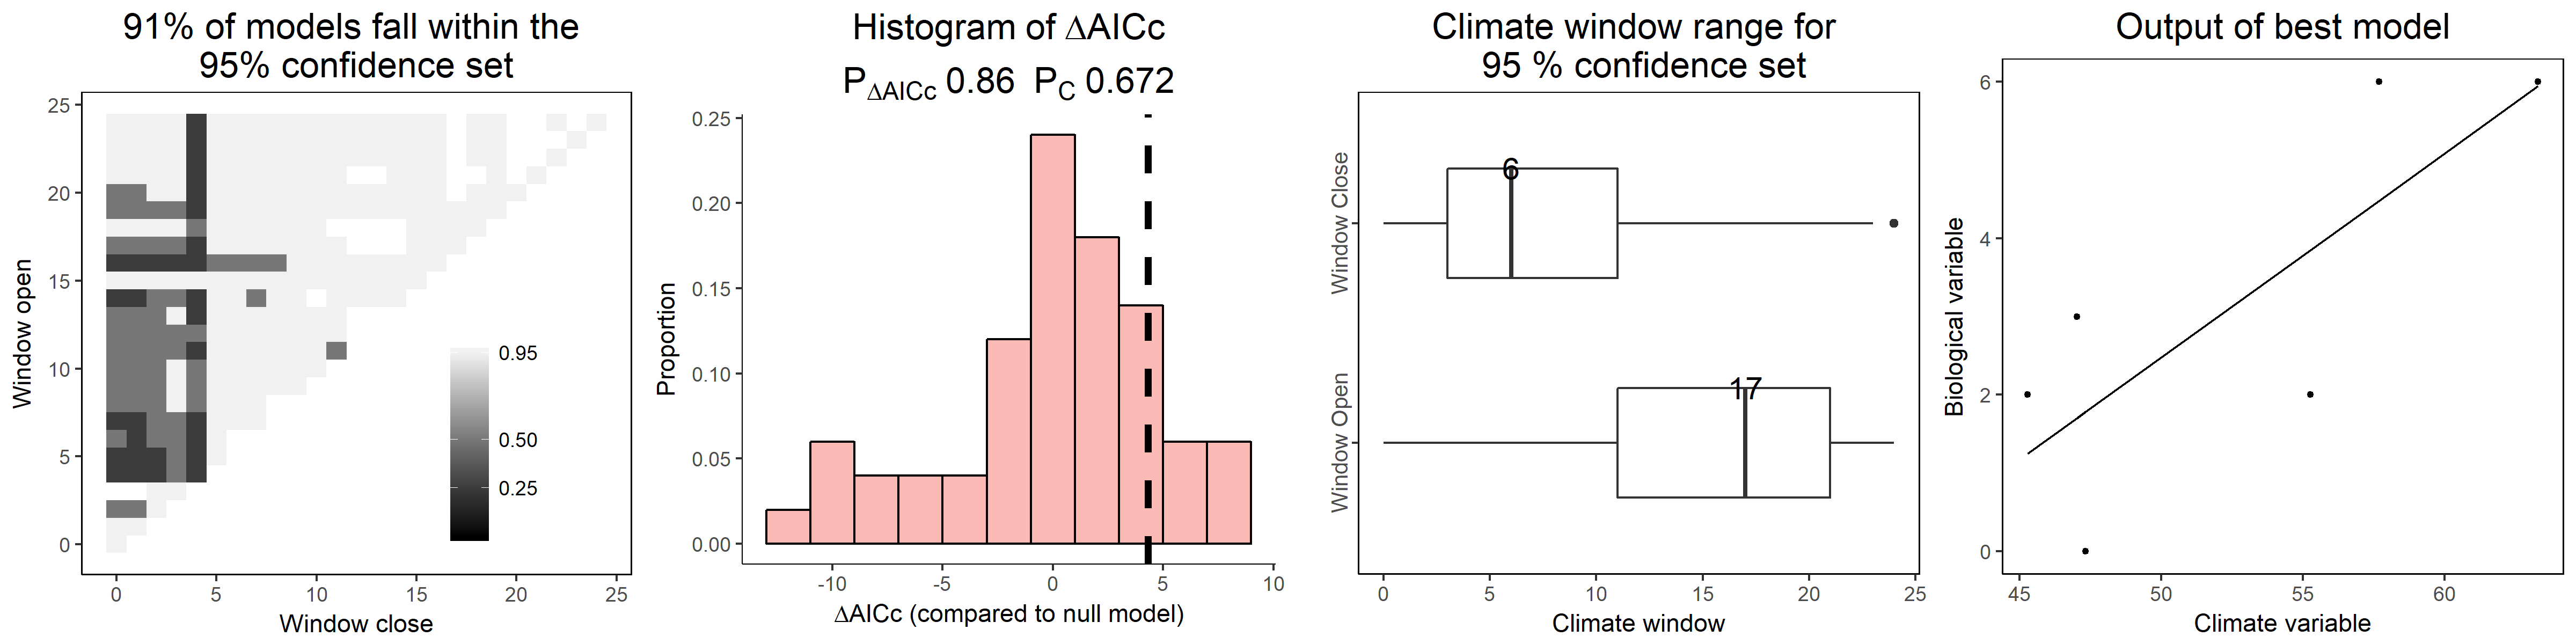 91% of models fall within the
95% confidence set
25
20
15
10
5
0
Window open
0.95
0.50
0.25
0
5
10
15
20
25
Window close
Histogram of ΔAICc
PΔAICc 0.86 PC 0.672
0.25
0.20
0.15
0.10
0.05
0.00
Proportion
-10
-5
0
5
10
ΔAICc (compared to null model)
Climate window range for
95 % confidence set
Window Close
6
Window Open
17
0
5
10
15
20
25
Climate window
Output of best model
6
4
2
0
Biological variable
45
50
55
60
Climate variable